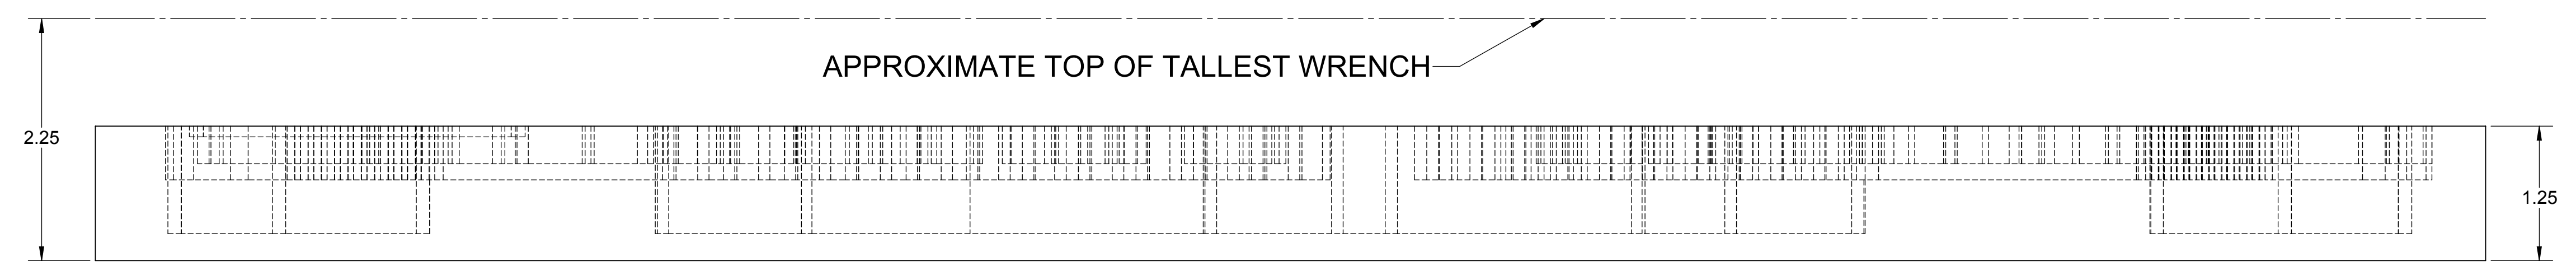 APPROXIMATE TOP OF TALLEST WRENCH
2.25
1.25